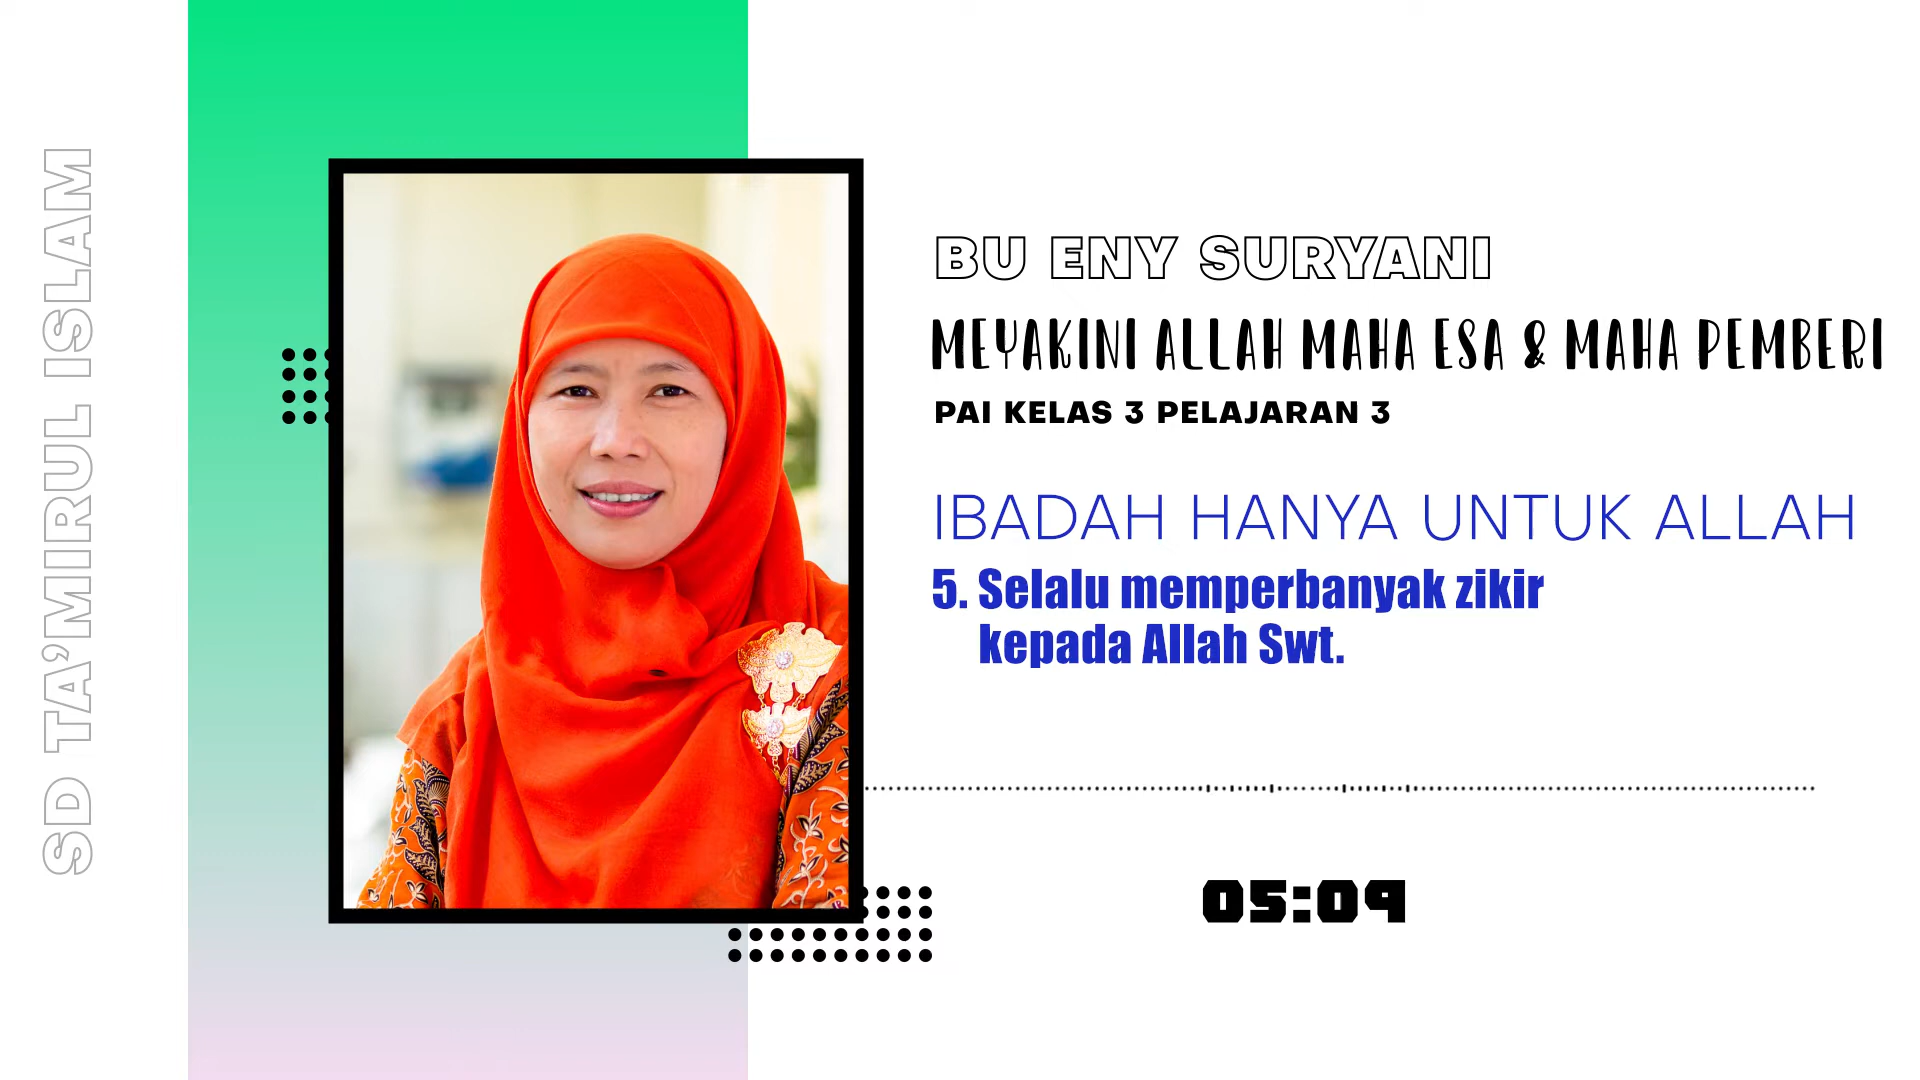 SD TA'MIRUL ISLAM
BU ENY SURYANI
MEYAKINI ALLAH MAHA ESA & MAHA PEMBERI
PAI KELAS 3 PELAJARAN 3
IBADAH HANYA UNTUK ALLAH
5. Selalu memperbanyak zikir
kepada Allah Swt.
05:09